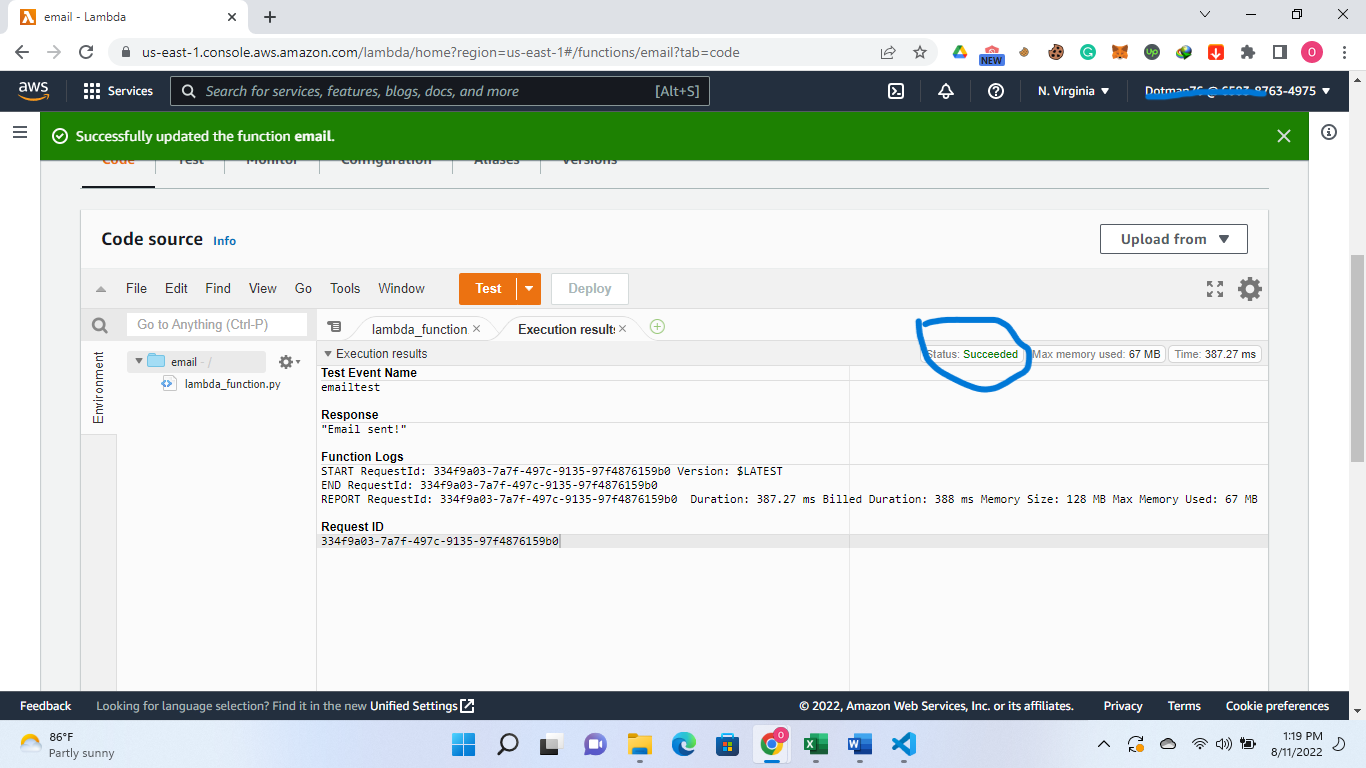 email - Lambda
us-east-1.console.aws.amazon.com/lambda/home?region=us-east-1#/functions/email?tab=code
NEW
Up
G
O
aws
Services
Search for services, features, blogs, docs, and more
[Alt+S]
N. Virginia
Dotman76 @ 6593-8763-4975
Successfully updated the function email.
Code
Test
Monitor
Configuration
Aliases
Versions
Code source
Info
Upload from
File
Edit
Find
View
Go
Tools
Window
Test
Deploy
Go to Anything (Ctrl-P)
lambda_function
Execution results
Environment
email - /
lambda_function.py
Execution results
Status: Succeeded
Max memory used: 67 MB
Time: 387.27 ms
Test Event Name
emailtest
Response
"Email sent!"
Function Logs
START RequestId: 334f9a03-7a7f-497c-9135-97f4876159b0 Version: $LATEST
END RequestId: 334f9a03-7a7f-497c-9135-97f4876159b0
REPORT RequestId: 334f9a03-7a7f-497c-9135-97f4876159b0 Duration: 387.27 ms Billed Duration: 388 ms Memory Size: 128 MB Max Memory Used: 67 MB
Request ID
334f9a03-7a7f-497c-9135-97f4876159b0
Feedback
Looking for language selection? Find it in the new Unified Settings
© 2022, Amazon Web Services, Inc. or its affiliates.
Privacy
Terms
Cookie preferences
86°F
Partly sunny
0
1:19 PM
8/11/2022